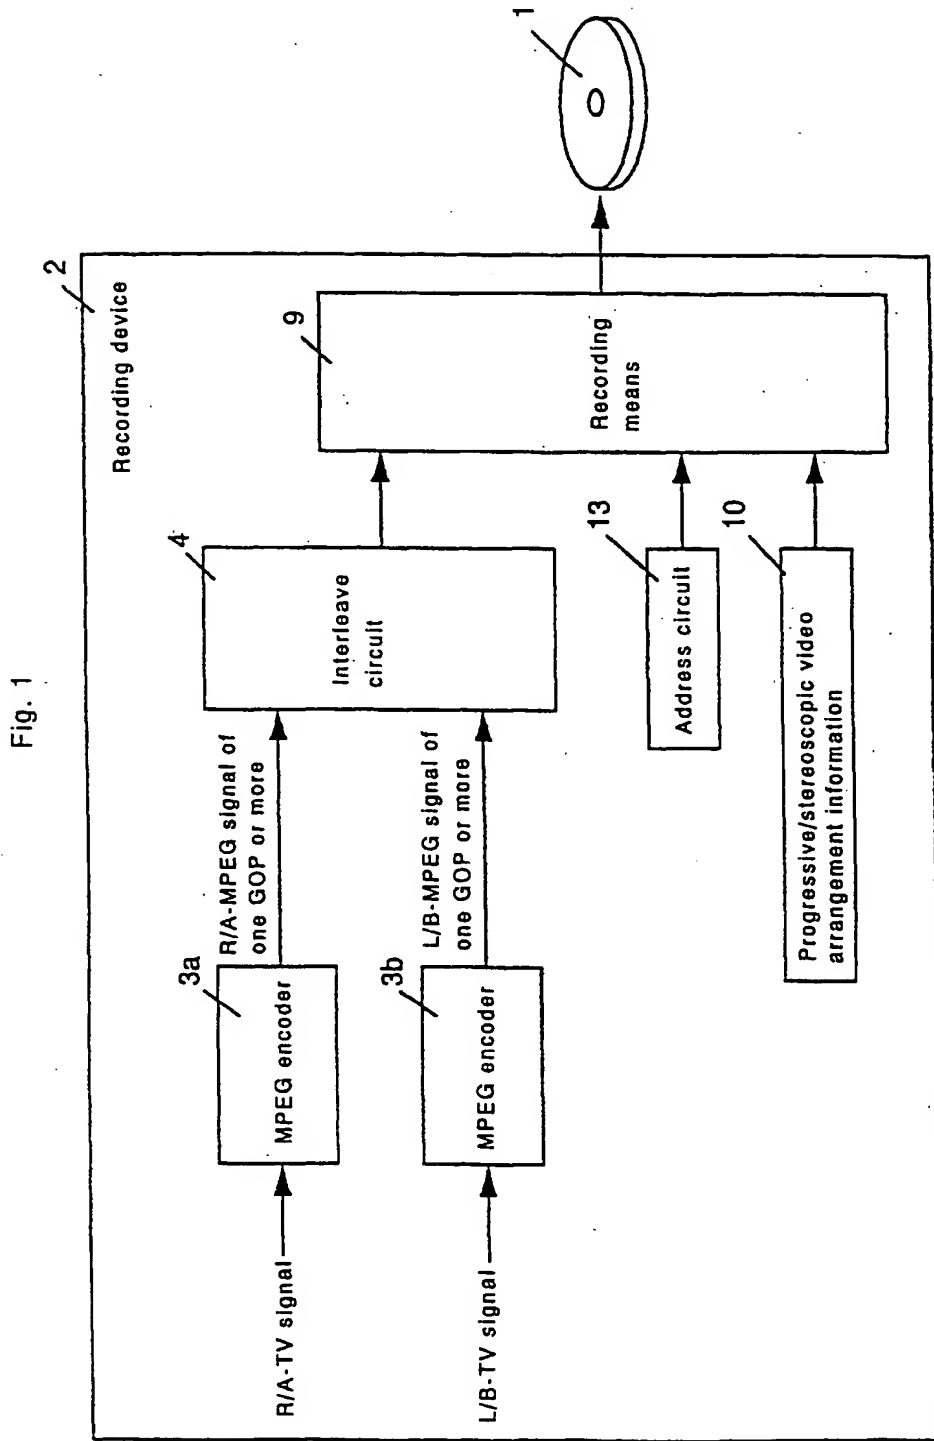 Fig. 1
2
Recording device
R/A-TV signal
3a
MPEG encoder
R/A-MPEG signal of
one GOP or more
L/B-TV signal
3b
MPEG encoder
L/B-MPEG signal of
one GOP or more
4
Interleave
circuit
9
Recording
means
1
13
Address circuit
10
Progressive/stereoscopic video
arrangement information